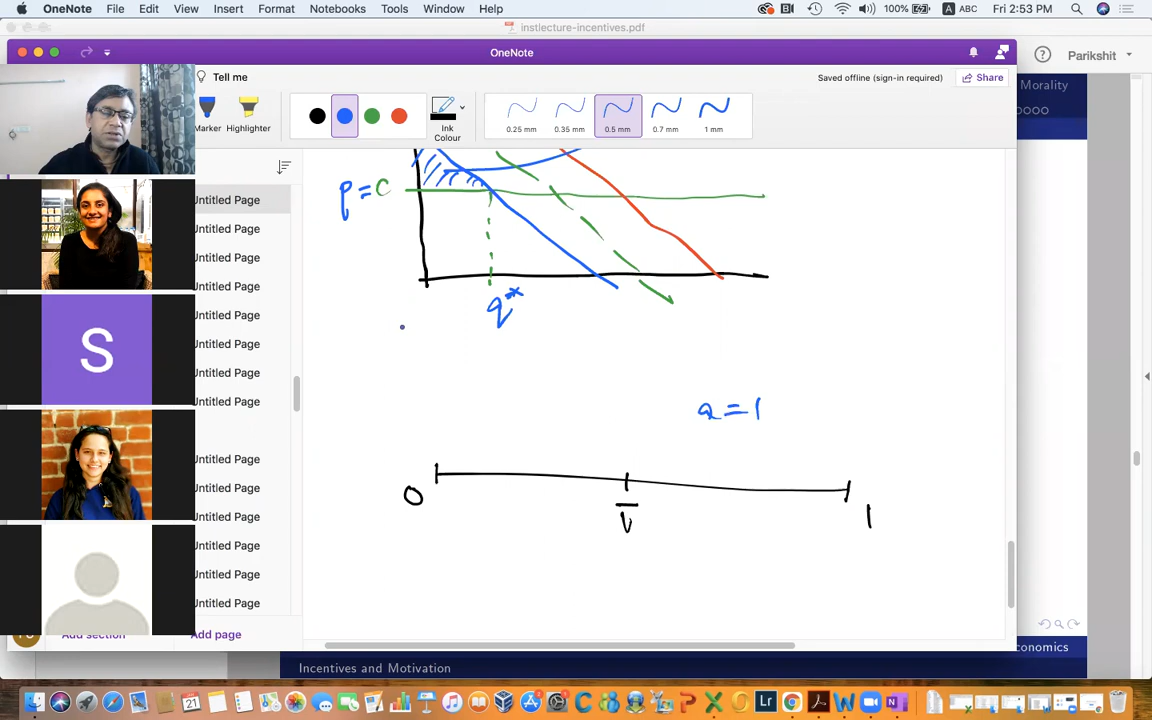 OneNote File Edit View Insert Format Notebooks Tools Window Help 100% A ABC Fri 2:53 PM
instlecture-incentives.pdf
OneNote
Parikshit
Tell me
Saved offline (sign-in required)
Share
Morality
Marker
Highlighter
Ink
Colour
0.25 mm
0.35 mm
0.5 mm
0.7 mm
1 mm
p = c
Untitled Page
Untitled Page
Untitled Page
Untitled Page
Untitled Page
Untitled Page
Untitled Page
Untitled Page
Untitled Page
Untitled Page
Untitled Page
Untitled Page
Untitled Page
Untitled Page
q*
S
a = 1
0
1
Add section
Add page
conomics
Incentives and Motivation